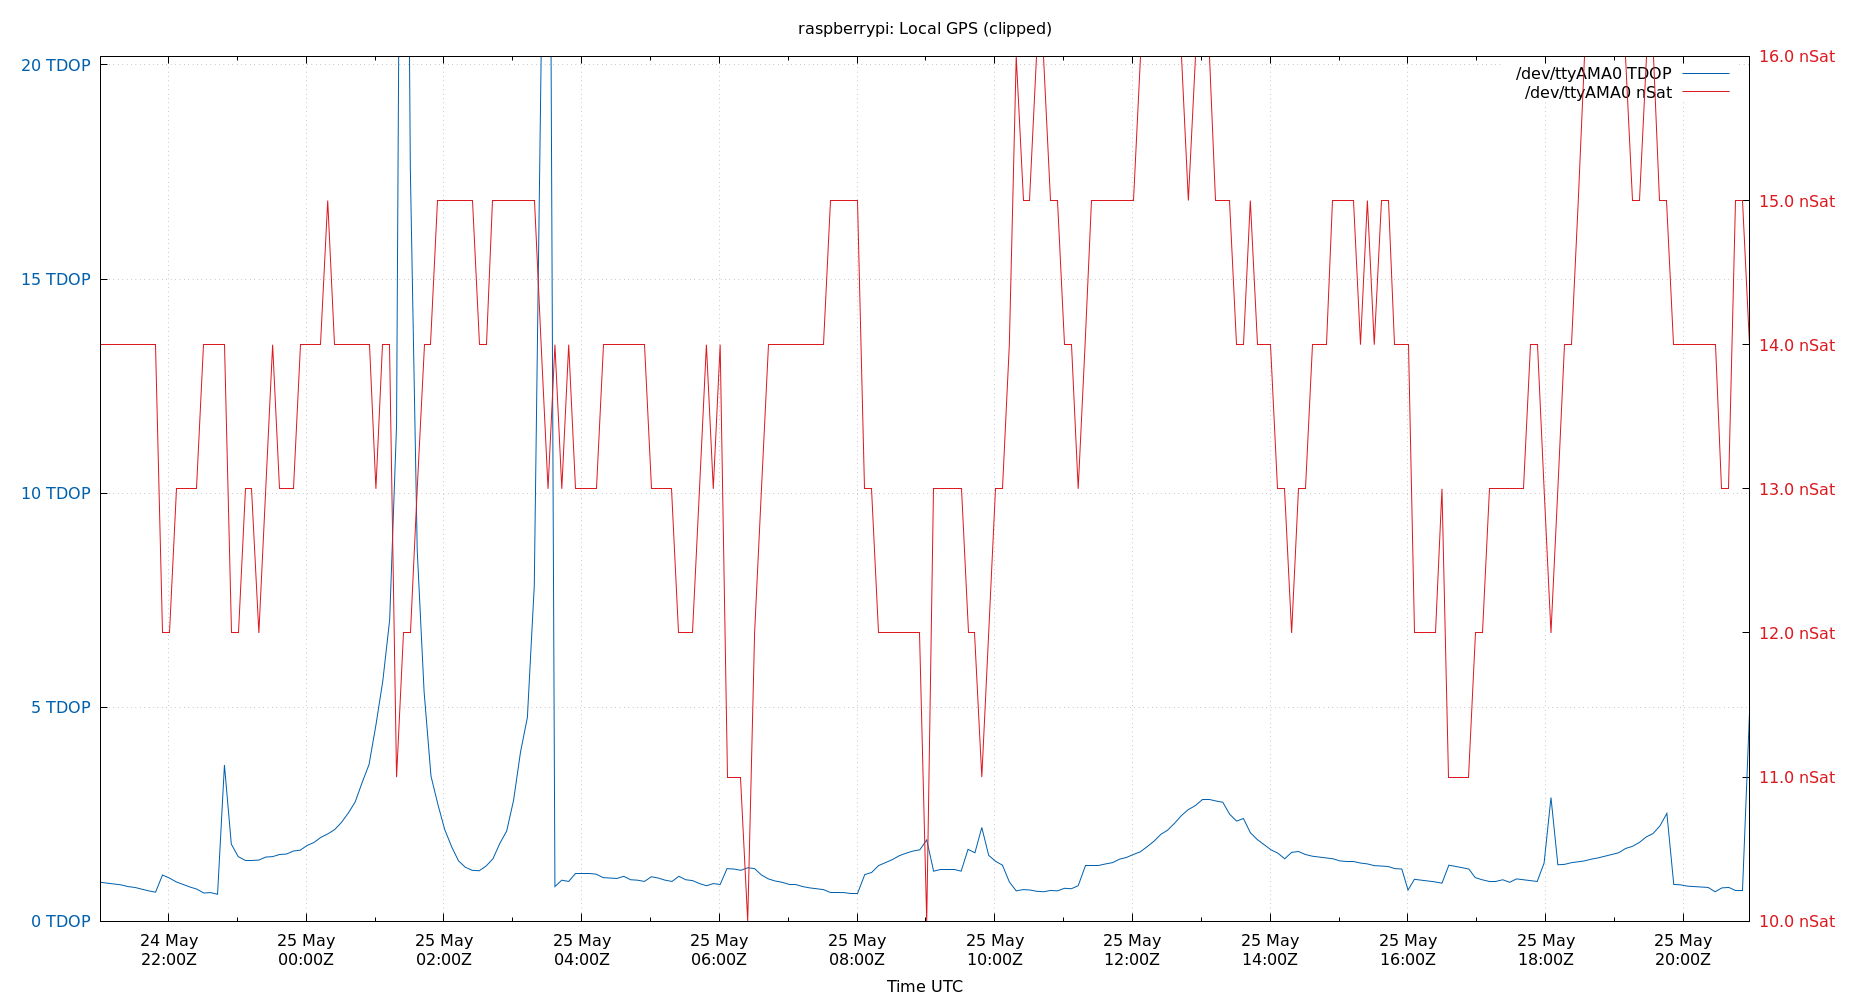 raspberrypi: Local GPS (clipped)
20 TDOP
15 TDOP
10 TDOP
5 TDOP
0 TDOP
16.0 nSat
15.0 nSat
14.0 nSat
13.0 nSat
12.0 nSat
11.0 nSat
10.0 nSat
/dev/ttyAMA0 TDOP
/dev/ttyAMA0 nSat
24 May
22:00Z
25 May
00:00Z
25 May
02:00Z
25 May
04:00Z
25 May
06:00Z
25 May
08:00Z
25 May
10:00Z
25 May
12:00Z
25 May
14:00Z
25 May
16:00Z
25 May
18:00Z
25 May
20:00Z
Time UTC